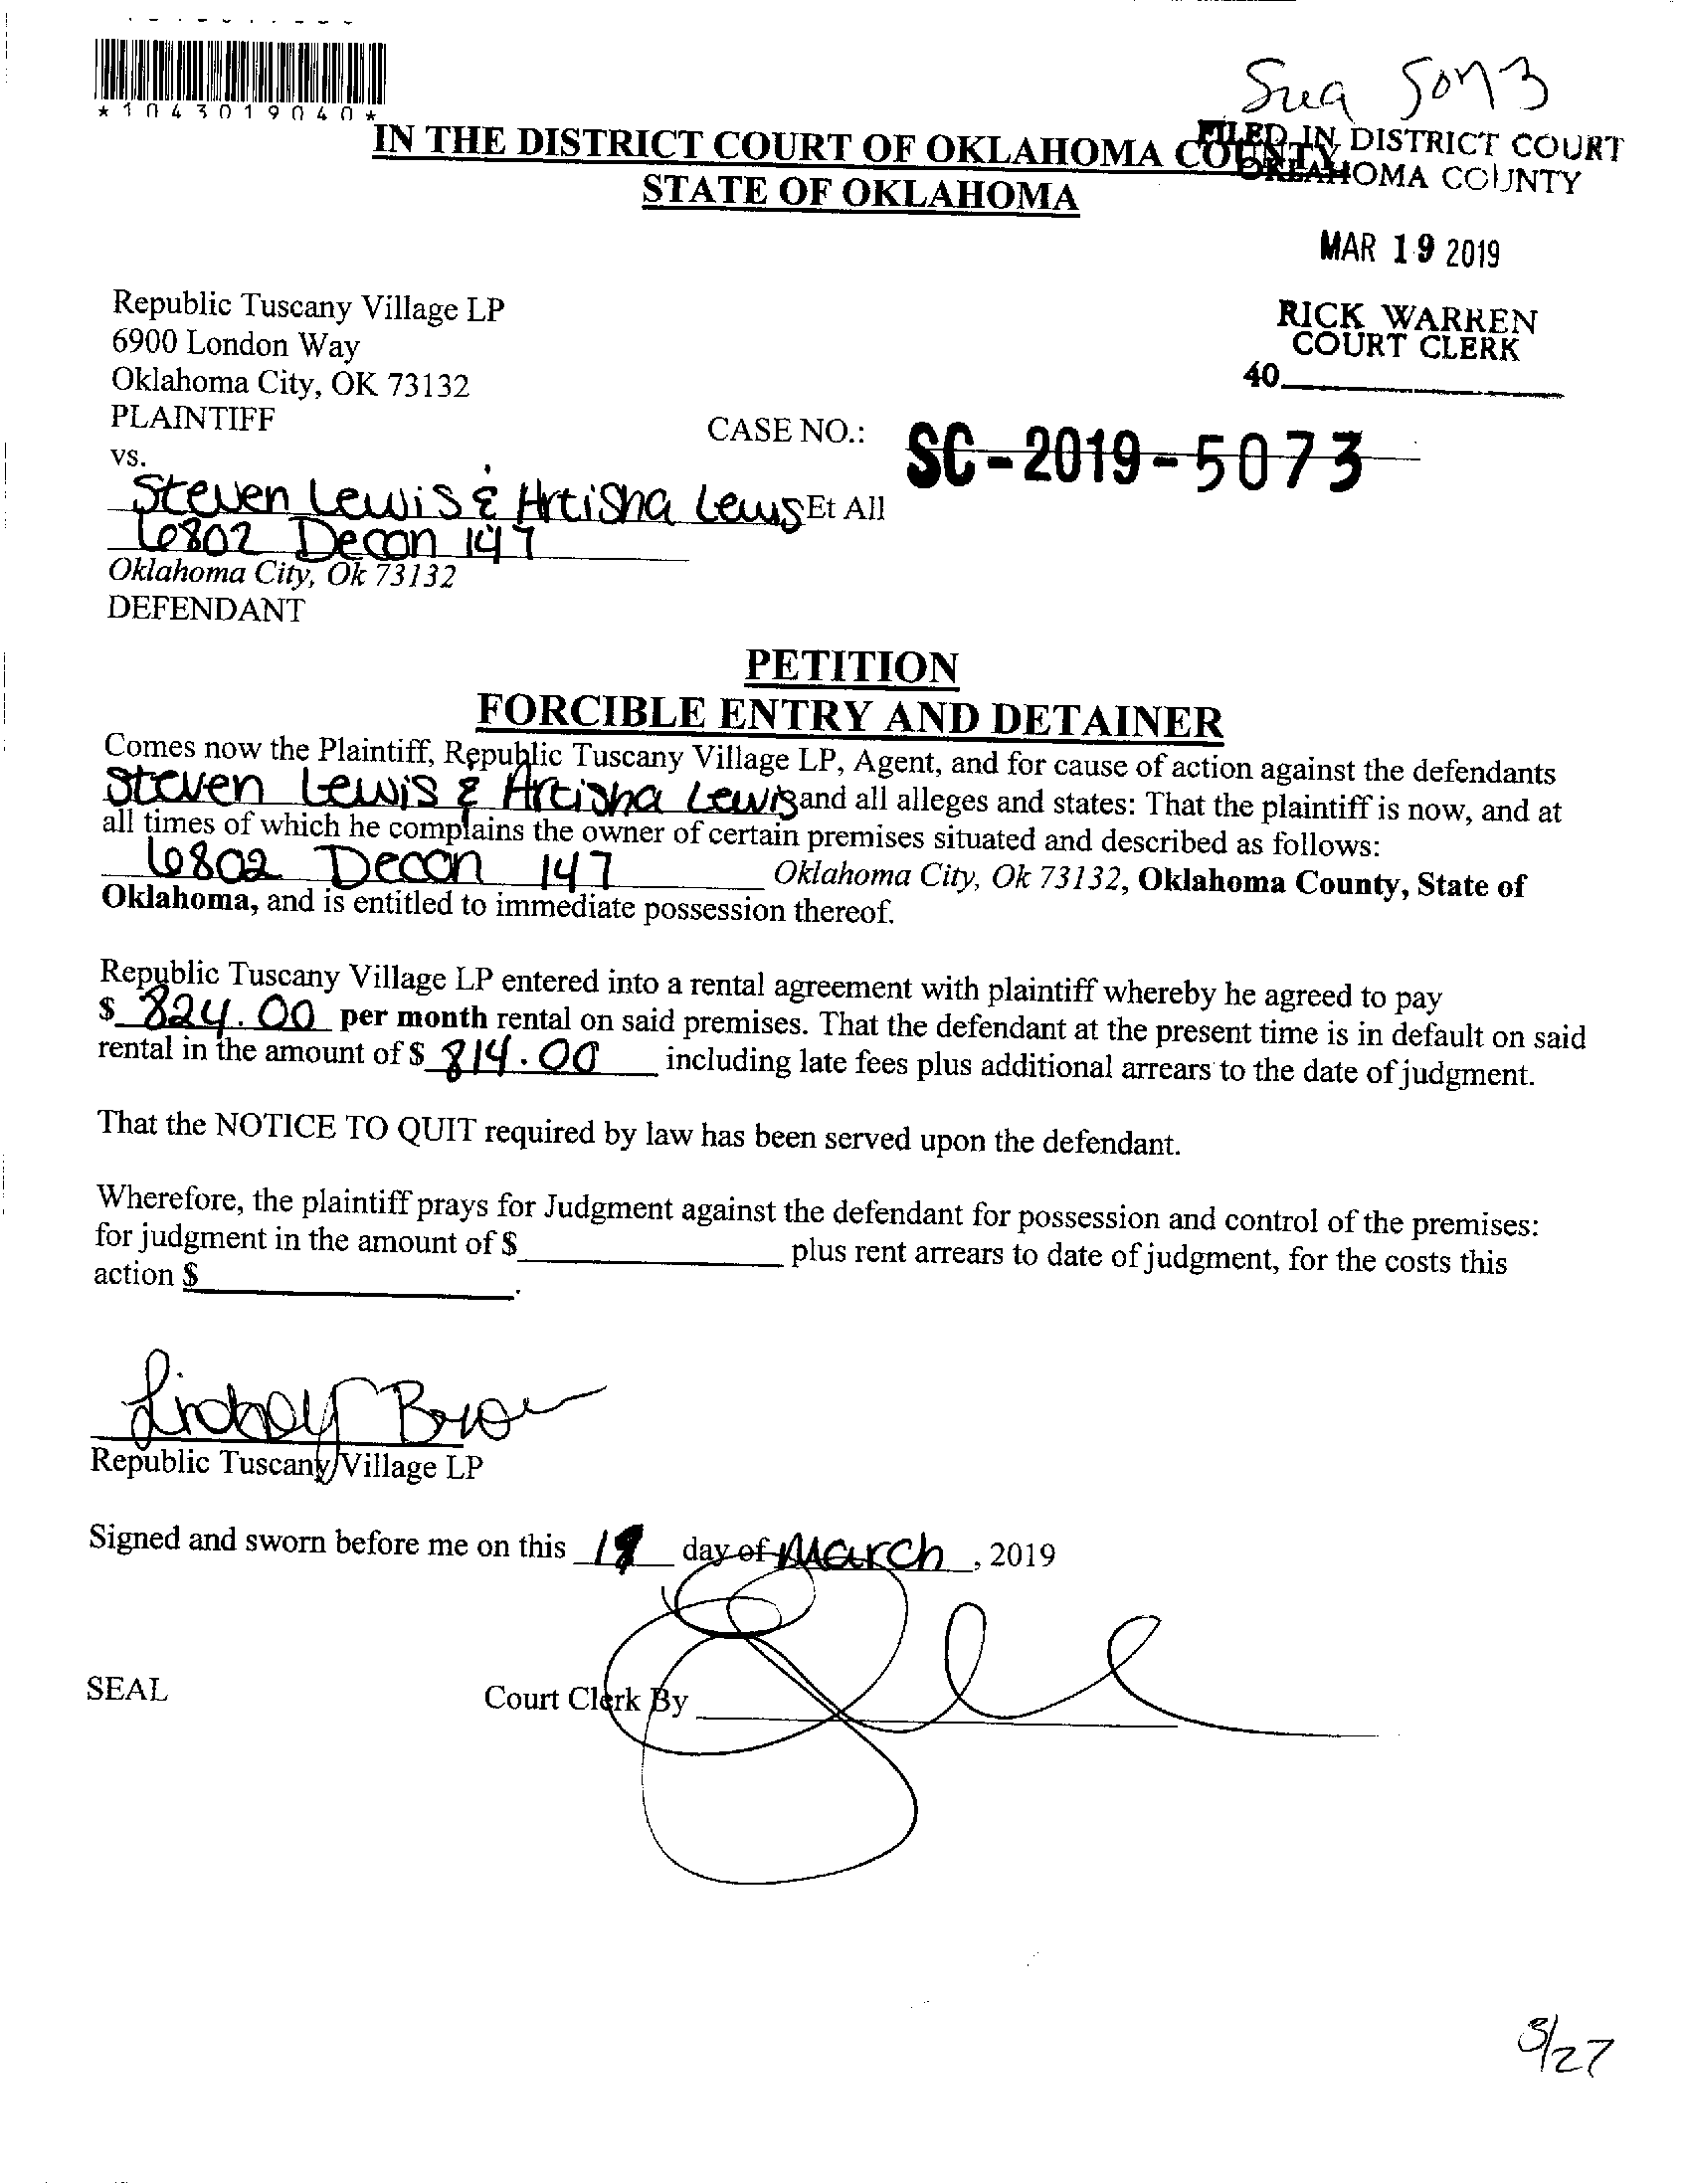 *1043019040*
5073
IN THE DISTRICT COURT OF OKLAHOMA COUNTY
STATE OF OKLAHOMA
FILED IN DISTRICT COURT
OKLAHOMA COUNTY
MAR 19 2019
RICK WARREN
COURT CLERK
40
Republic Tuscany Village LP
6900 London Way
Oklahoma City, OK 73132
PLAINTIFF
vs.
CASE NO.: SC-2019-5073
Steven Lewis & Artisha Lewis Et All
6802 Decan 147
Oklahoma City, Ok 73132
DEFENDANT
PETITION
FORCIBLE ENTRY AND DETAINER
Comes now the Plaintiff, Republic Tuscany Village LP, Agent, and for cause of action against the defendants
Steven Lewis & Artisha Lewis and all alleges and states: That the plaintiff is now, and at
all times of which he complains the owner of certain premises situated and described as follows:
6802 Decan 147 Oklahoma City, Ok 73132, Oklahoma County, State of
Oklahoma, and is entitled to immediate possession thereof.
Republic Tuscany Village LP entered into a rental agreement with plaintiff whereby he agreed to pay
$ 824.00 per month rental on said premises. That the defendant at the present time is in default on said
rental in the amount of $ 814.00 including late fees plus additional arrears to the date of judgment.
That the NOTICE TO QUIT required by law has been served upon the defendant.
Wherefore, the plaintiff prays for Judgment against the defendant for possession and control of the premises:
for judgment in the amount of $ plus rent arrears to date of judgment, for the costs this
action $ .
Republic Tuscany Village LP
Signed and sworn before me on this day of March, 2019
SEAL
Court Clerk By
3/27